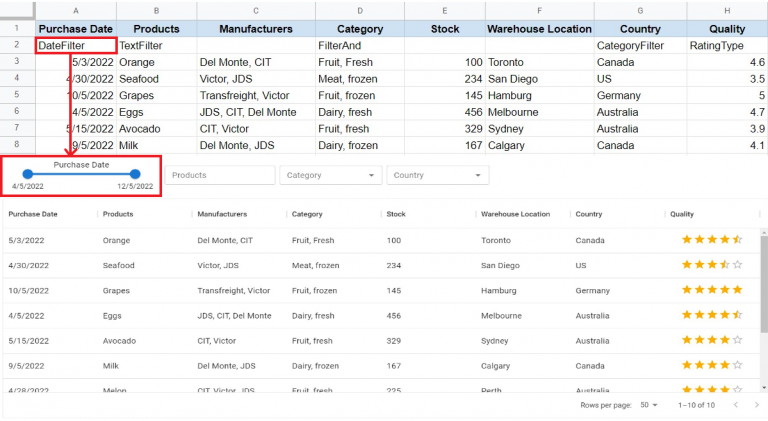 A B C D E F G H
1 Purchase Date Products Manufacturers Category Stock Warehouse Location Country Quality
2 DateFilter TextFilter FilterAnd CategoryFilter RatingType
3 5/3/2022 Orange Del Monte, CIT Fruit, Fresh 100 Toronto Canada 4.6
4 4/30/2022 Seafood Victor, JDS Meat, frozen 234 San Diego US 3.5
5 10/5/2022 Grapes Transfreight, Victor Fruit, frozen 145 Hamburg Germany 5
6 4/5/2022 Eggs JDS, CIT, Del Monte Dairy, fresh 456 Melbourne Australia 4.7
7 5/15/2022 Avocado CIT, Victor Fruit, fresh 329 Sydney Australia 3.9
8 9/5/2022 Milk Del Monte, JDS Dairy, frozen 167 Calgary Canada 4.1
Purchase Date
4/5/2022 12/5/2022
Products Category Country
Purchase Date Products Manufacturers Category Stock Warehouse Location Country Quality
5/3/2022 Orange Del Monte, CIT Fruit, Fresh 100 Toronto Canada
4/30/2022 Seafood Victor, JDS Meat, frozen 234 San Diego US
10/5/2022 Grapes Transfreight, Victor Fruit, frozen 145 Hamburg Germany
4/5/2022 Eggs JDS, CIT, Del Monte Dairy, fresh 456 Melbourne Australia
5/15/2022 Avocado CIT, Victor Fruit, fresh 329 Sydney Australia
9/5/2022 Milk Del Monte, JDS Dairy, frozen 167 Calgary Canada
4/28/2022 Melon CIT, Victor, JDS Fruit, fresh 225 Perth Australia
Rows per page: 50 1–10 of 10